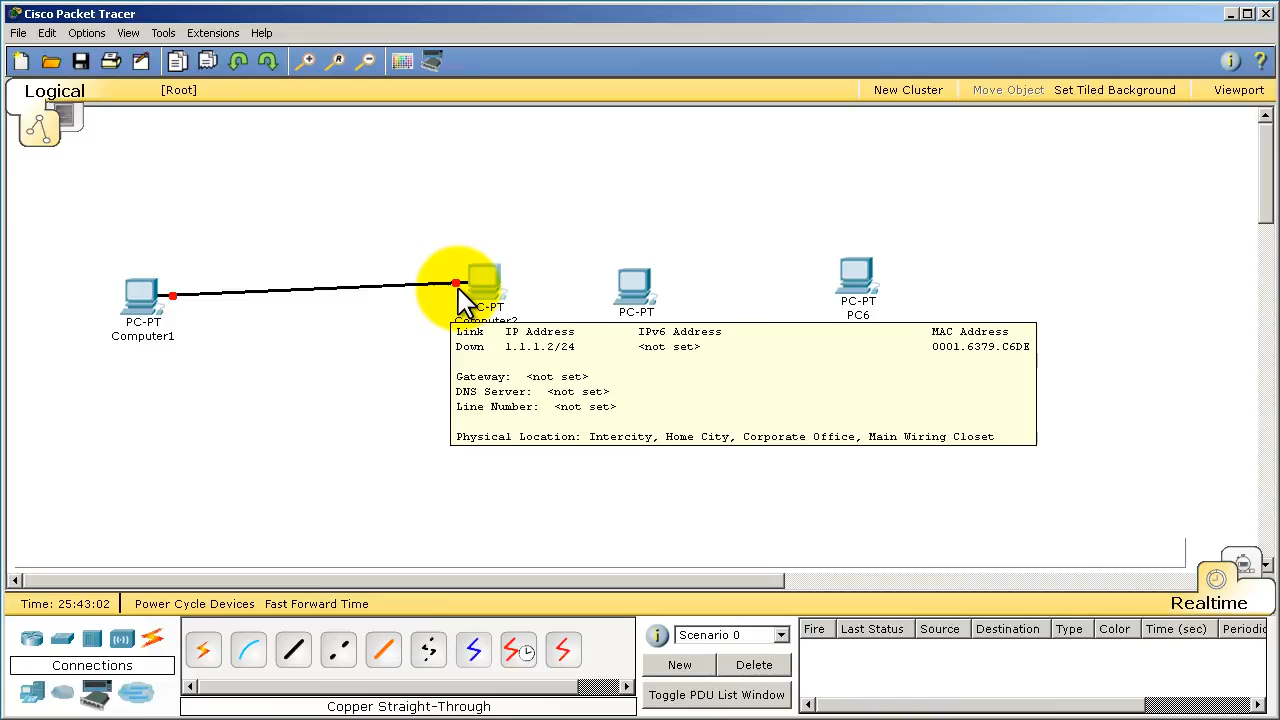 Cisco Packet Tracer
File Edit Options View Tools Extensions Help
Logical [Root] New Cluster Move Object Set Tiled Background Viewport
PC-PT
Computer1
C-PT
Computer2
PC-PT
PC-PT
PC6
Link IP Address IPv6 Address MAC Address
Down 1.1.1.2/24 <not set> 0001.6379.C6DE
Gateway: <not set>
DNS Server: <not set>
Line Number: <not set>
Physical Location: Intercity, Home City, Corporate Office, Main Wiring Closet
Time: 25:43:02 Power Cycle Devices Fast Forward Time Realtime
Connections
Copper Straight-Through
Scenario 0
New Delete
Toggle PDU List Window
Fire Last Status Source Destination Type Color Time (sec) Periodic